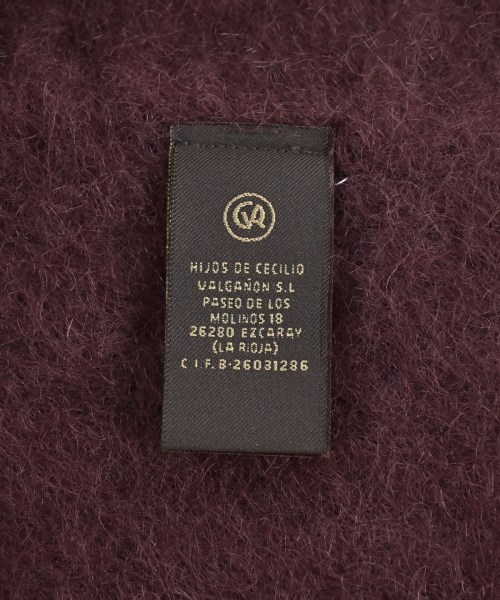 HIJOS DE CECILIO
VALGAÑON S.L
PASEO DE LOS
MOLINOS 18
26280 EZCARAY
(LA RIOJA)
C I.F. B-26031286